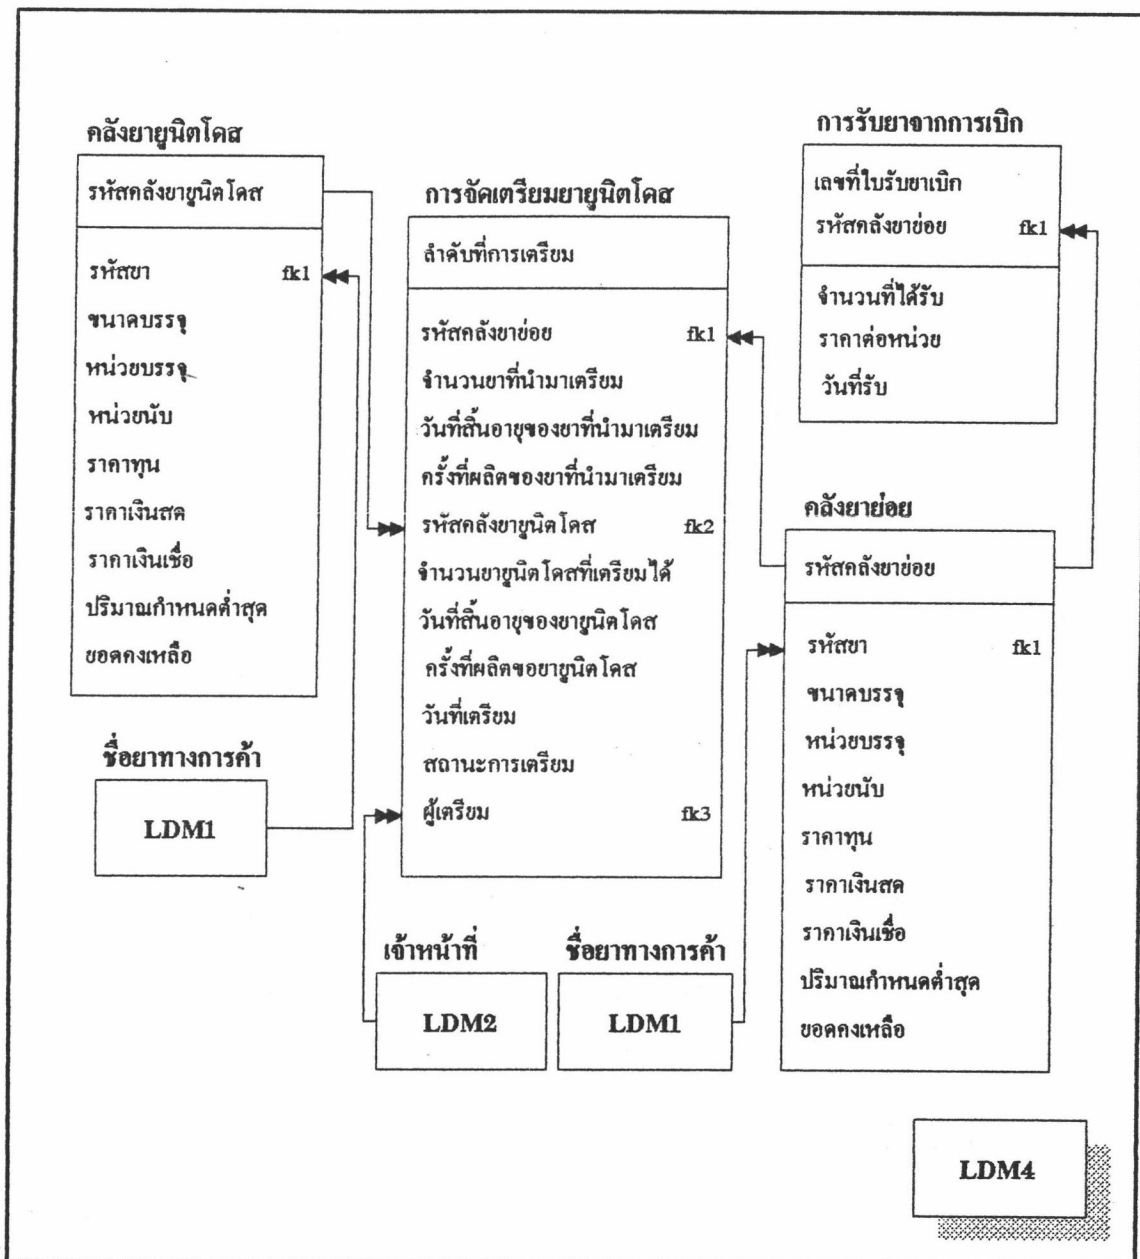 คลังยายูนิตโดส
รหัสคลังยายูนิตโดส
รหัสยา fk1
ขนาดบรรจุ
หน่วยบรรจุ
หน่วยนับ
ราคาทุน
ราคาเงินสด
ราคาเงินเชื่อ
ปริมาณกำหนดต่ำสุด
ยอดคงเหลือ
ชื่อยาทางการค้า
LDM1
การจัดเตรียมยายูนิตโดส
ลำดับที่การเตรียม
รหัสคลังยาย่อย fk1
จำนวนยาที่นำมาเตรียม
วันที่สิ้นอายุของยาที่นำมาเตรียม
ครั้งที่ผลิตของยาที่นำมาเตรียม
รหัสคลังยายูนิตโดส fk2
จำนวนยายูนิตโดสที่เตรียมได้
วันที่สิ้นอายุของยายูนิตโดส
ครั้งที่ผลิตขอยายูนิตโดส
วันที่เตรียม
สถานะการเตรียม
ผู้เตรียม fk3
เจ้าหน้าที่
LDM2
ชื่อยาทางการค้า
LDM1
การรับยาจากการเบิก
เลขที่ใบรับยาเบิก
รหัสคลังยาย่อย fk1
จำนวนที่ได้รับ
ราคาต่อหน่วย
วันที่รับ
คลังยาย่อย
รหัสคลังยาย่อย
รหัสยา fk1
ขนาดบรรจุ
หน่วยบรรจุ
หน่วยนับ
ราคาทุน
ราคาเงินสด
ราคาเงินเชื่อ
ปริมาณกำหนดต่ำสุด
ยอดคงเหลือ
LDM4